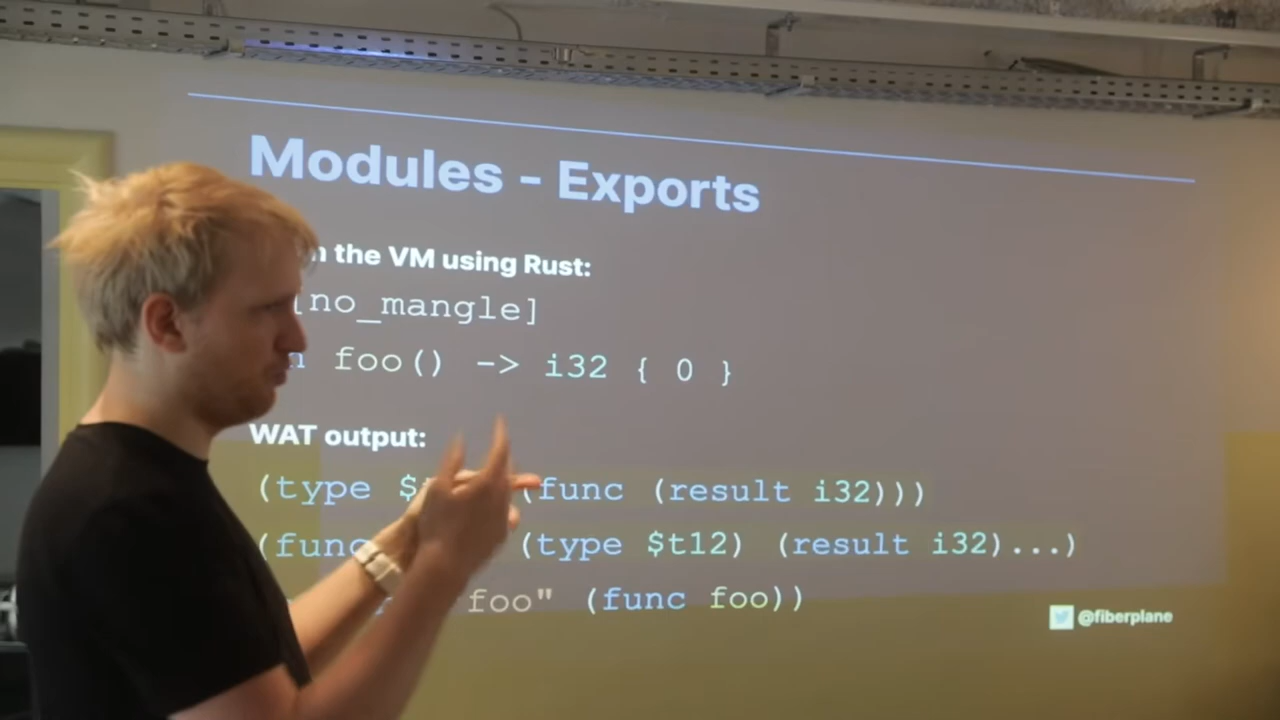 Modules - Exports
the VM using Rust:
[no_mangle]
foo() -> i32 { 0 }
WAT output:
(type (func (result i32)))
(func (type $t12) (result i32)...)
foo" (func foo))
@fiberplane